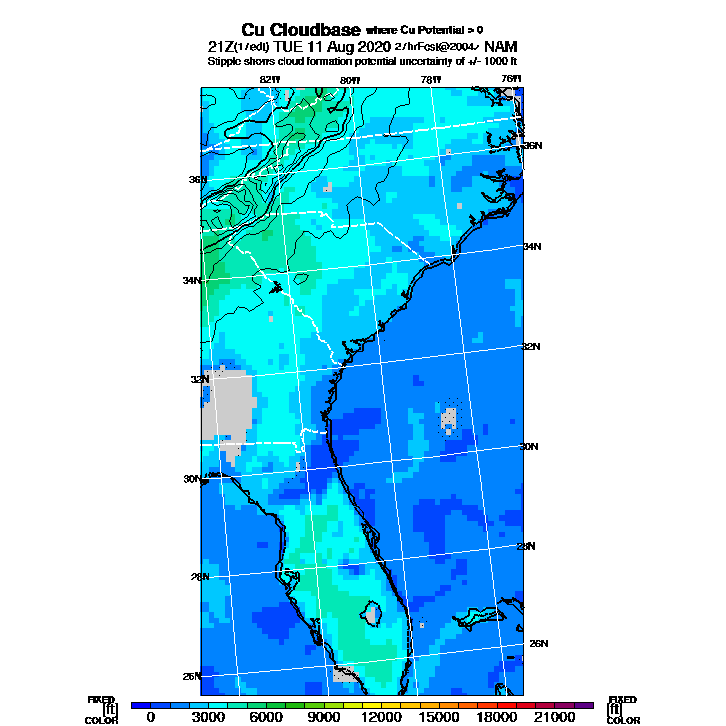 Cu Cloudbase where Cu Potential > 0
21Z(17edt) TUE 11 Aug 2020 27hrFcst@2004z NAM
Stipple shows cloud formation potential uncertainty of +/- 1000 ft
82W 80W 78W 76W
36N
36N
34N
34N
32N
32N
30N
30N
28N
28N
26N
26N
FIXED FIXED
[ft] [ft]
COLOR COLOR
0 3000 6000 9000 12000 15000 18000 21000